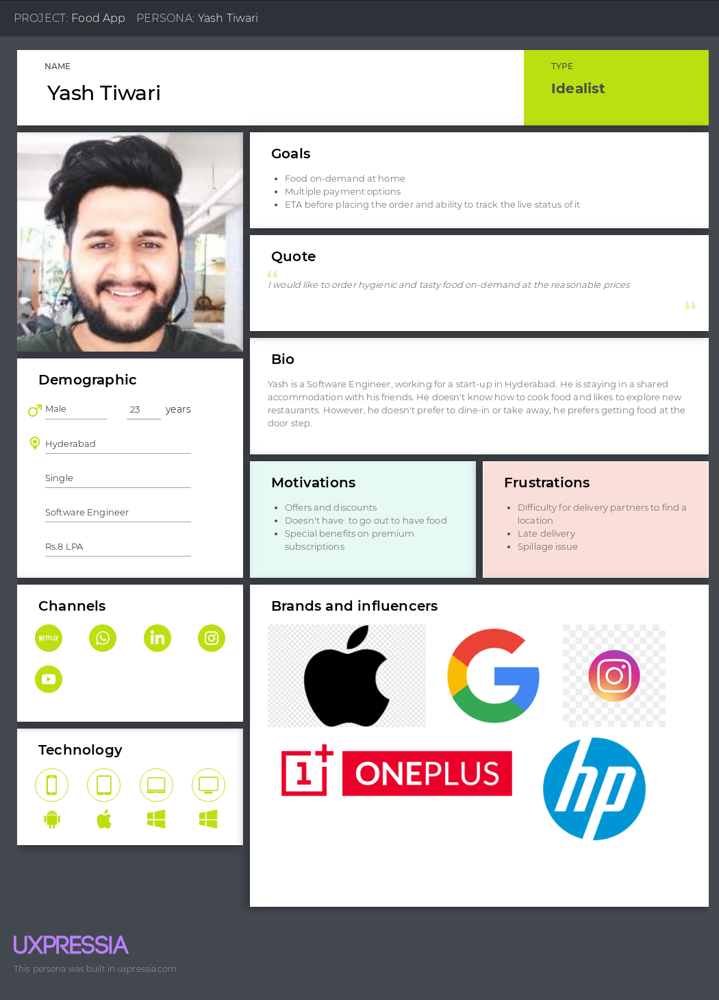 PROJECT: Food App PERSONA: Yash Tiwari
NAME
Yash Tiwari
TYPE
Idealist
Goals
Food on-demand at home
Multiple payment options
ETA before placing the order and ability to track the live status of it
Quote
“
I would like to order hygienic and tasty food on-demand at the reasonable prices
”
Bio
Yash is a Software Engineer, working for a start-up in Hyderabad. He is staying in a shared
accommodation with his friends. He doesn't know how to cook food and likes to explore new
restaurants. However, he doesn't prefer to dine-in or take away, he prefers getting food at the
door step.
Demographic
Male 23 years
Hyderabad
Single
Software Engineer
Rs.8 LPA
Motivations
Offers and discounts
Doesn't have  to go out to have food
Special benefits on premium
subscriptions
Frustrations
Difficulty for delivery partners to find a
location
Late delivery
Spillage issue
Channels
NETFLIX
in
Technology
Brands and influencers
G
1+ ONEPLUS
hp
UXPRESSIA
This persona was built in uxpressia.com